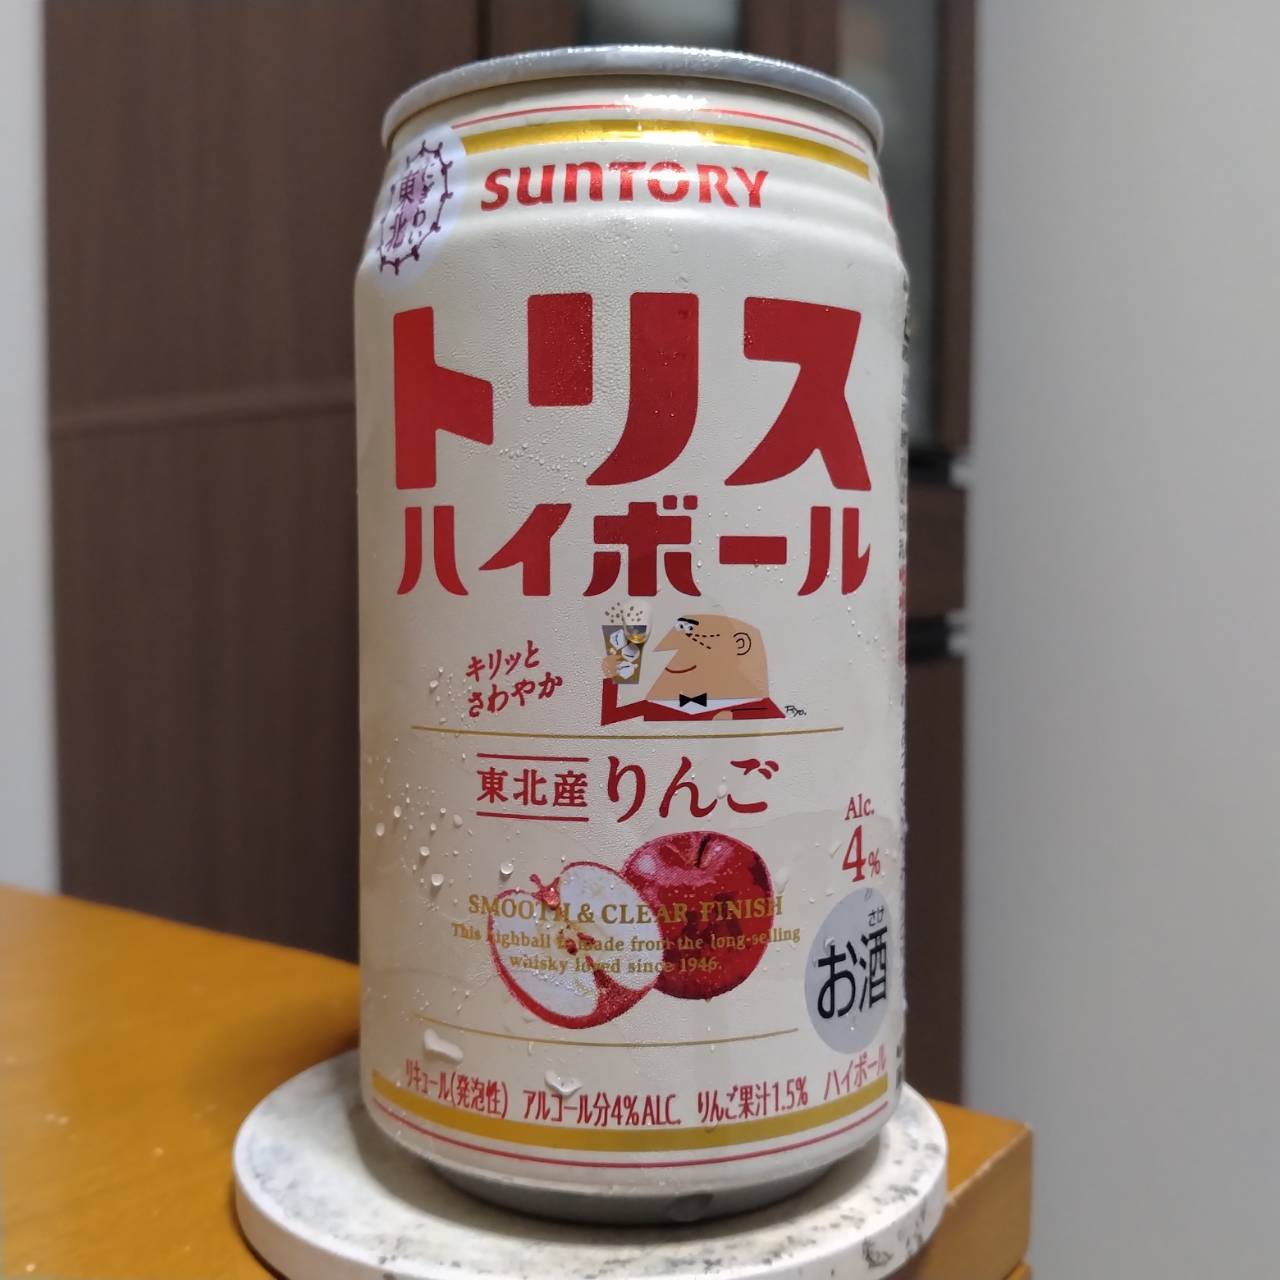 SUNTORY
にぎわい
東北
トリス
ハイボール
キリッと
さわやか
Ryo.
東北産りんご
Alc.
4%
SMOOTH & CLEAR FINISH
This highball is made from the long-selling
whisky loved since 1946.
さけ
お酒
リキュール(発泡性) アルコール分4%ALC. りんご果汁1.5% ハイボール